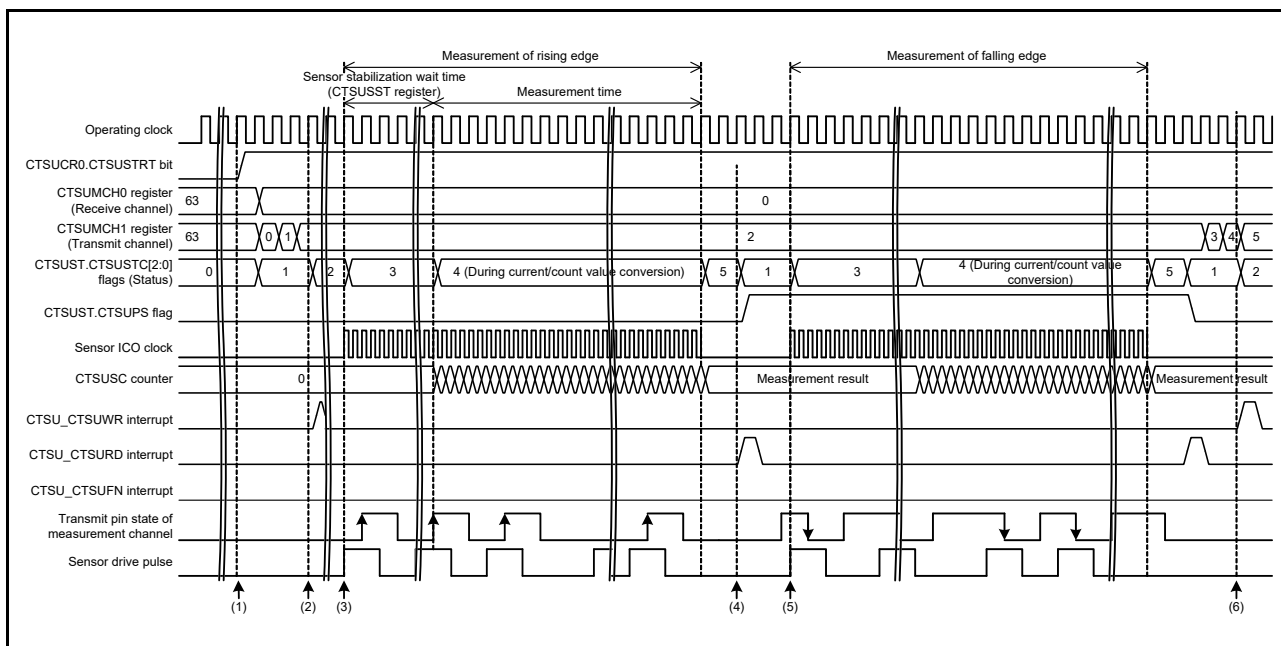 Measurement of rising edge
Measurement of falling edge
Sensor stabilization wait time
(CTSUSST register)
Measurement time
Operating clock
CTSUCR0.CTSUSTRT bit
CTSUMCH0 register
(Receive channel)
63
0
CTSUMCH1 register
(Transmit channel)
63
0
1
2
3
4
5
CTSUST.CTSUSTC[2:0]
flags (Status)
0
1
2
3
4 (During current/count value conversion)
5
1
3
4 (During current/count value
conversion)
5
1
2
CTSUST.CTSUPS flag
Sensor ICO clock
CTSUSC counter
0
Measurement result
Measurement result
CTSU_CTSUWR interrupt
CTSU_CTSURD interrupt
CTSU_CTSUFN interrupt
Transmit pin state of
measurement channel
Sensor drive pulse
(1)
(2)
(3)
(4)
(5)
(6)